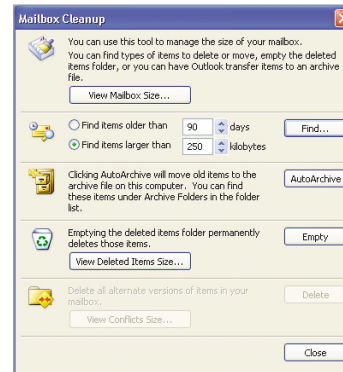 Mailbox Cleanup
You can use this tool to manage the size of your mailbox.
You can find types of items to delete or move, empty the deleted
items folder, or you can have Outlook transfer items to an archive
file.
View Mailbox Size...
Find items older than 90 days
Find...
Find items larger than 250 kilobytes
Clicking AutoArchive will move old items to the
archive file on this computer. You can find
these items under Archive Folders in the folder
list.
AutoArchive
Emptying the deleted items folder permanently
deletes those items.
Empty
View Deleted Items Size...
Delete all alternate versions of items in your
mailbox.
Delete
View Conflicts Size...
Close